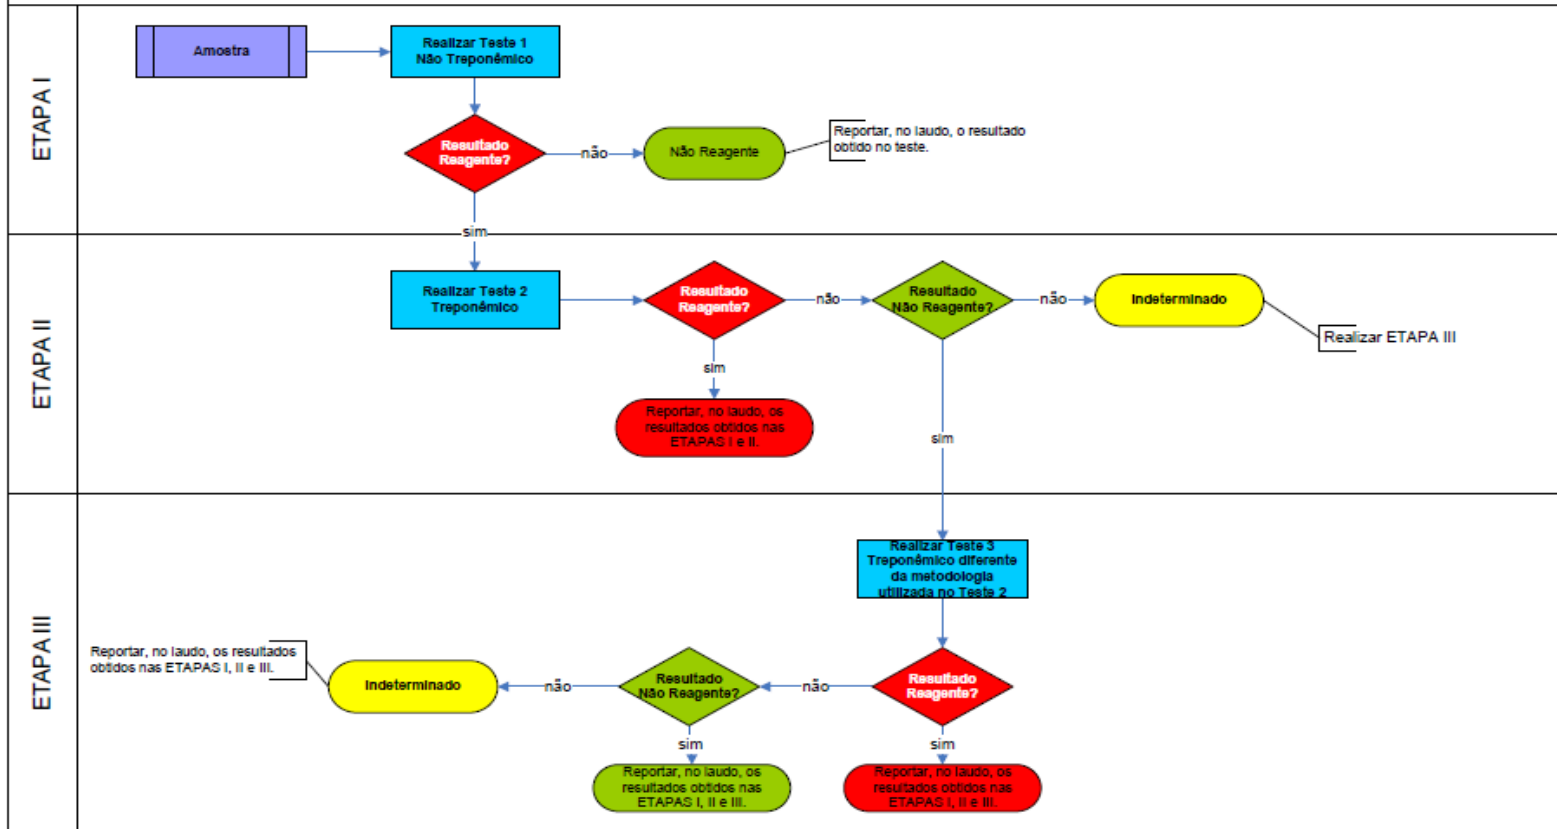 ETAPA I
Amostra
Realizar Teste 1
Não Treponêmico
Resultado
Reagente?
não
Não Reagente
Reportar, no laudo, o resultado
obtido no teste.
sim
ETAPA II
Realizar Teste 2
Treponêmico
Resultado
Reagente?
não
Resultado
Não Reagente?
não
Indeterminado
Realizar ETAPA III
sim
Reportar, no laudo, os
resultados obtidos nas
ETAPAS I e II.
sim
ETAPA III
Realizar Teste 3
Treponêmico diferente
da metodologia
utilizada no Teste 2
Reportar, no laudo, os resultados
obtidos nas ETAPAS I, II e III.
Indeterminado
não
Resultado
Não Reagente?
não
Resultado
Reagente?
sim
sim
Reportar, no laudo, os
resultados obtidos nas
ETAPAS I, II e III.
Reportar, no laudo, os
resultados obtidos nas
ETAPAS I, II e III.